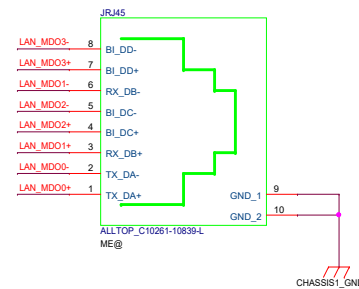 JRJ45
LAN_MDO3- 8 BI_DD-
LAN_MDO3+ 7 BI_DD+
LAN_MDO1- 6 RX_DB-
LAN_MDO2- 5 BI_DC-
LAN_MDO2+ 4 BI_DC+
LAN_MDO1+ 3 RX_DB+
LAN_MDO0- 2 TX_DA-
LAN_MDO0+ 1 TX_DA+
GND_1 9
GND_2 10
ALLTOP_C10261-10839-L
ME@
CHASSIS1_GND